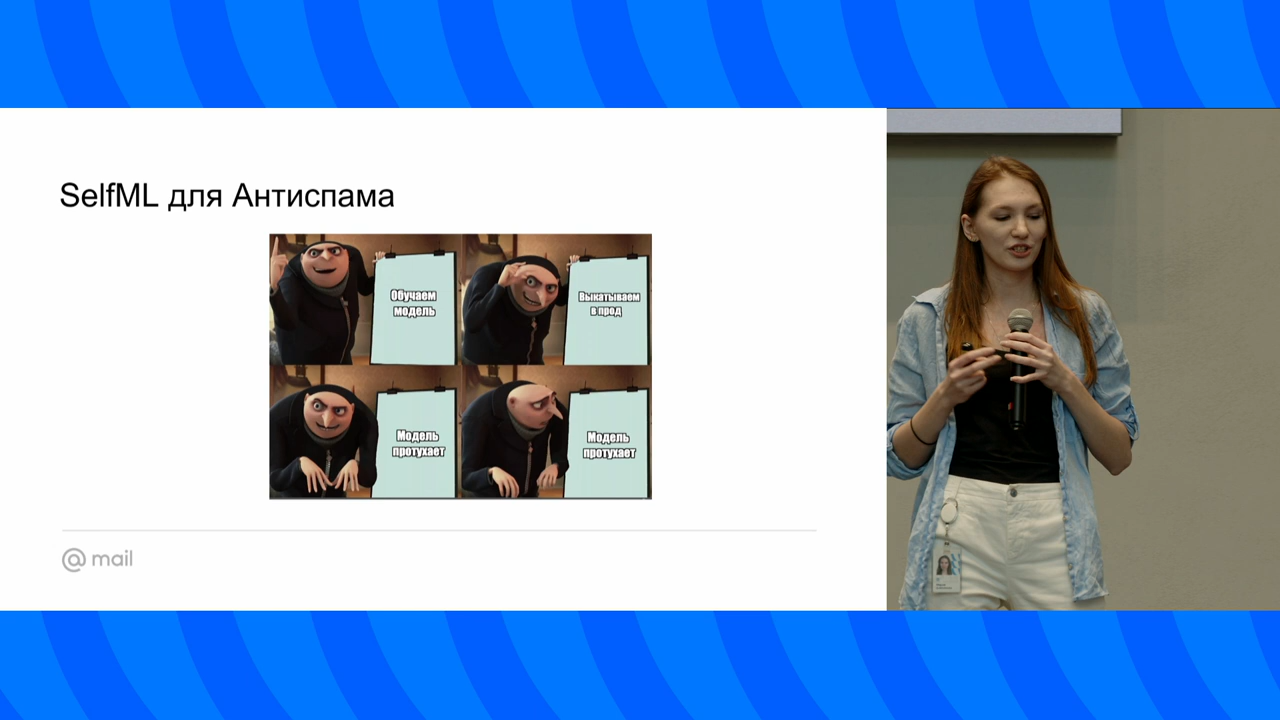 SelfML для Антиспама
Обучаем
модель
Выкатываем
в прод
Модель
протухает
Модель
протухает
@ mail